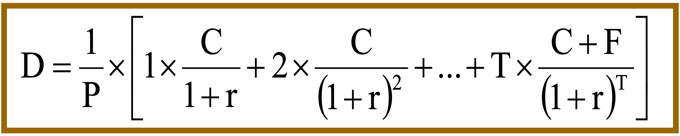 D = 1/P × [1 × C/(1+r) + 2 × C/(1+r)² + ... + T × (C+F)/(1+r)ᵀ]